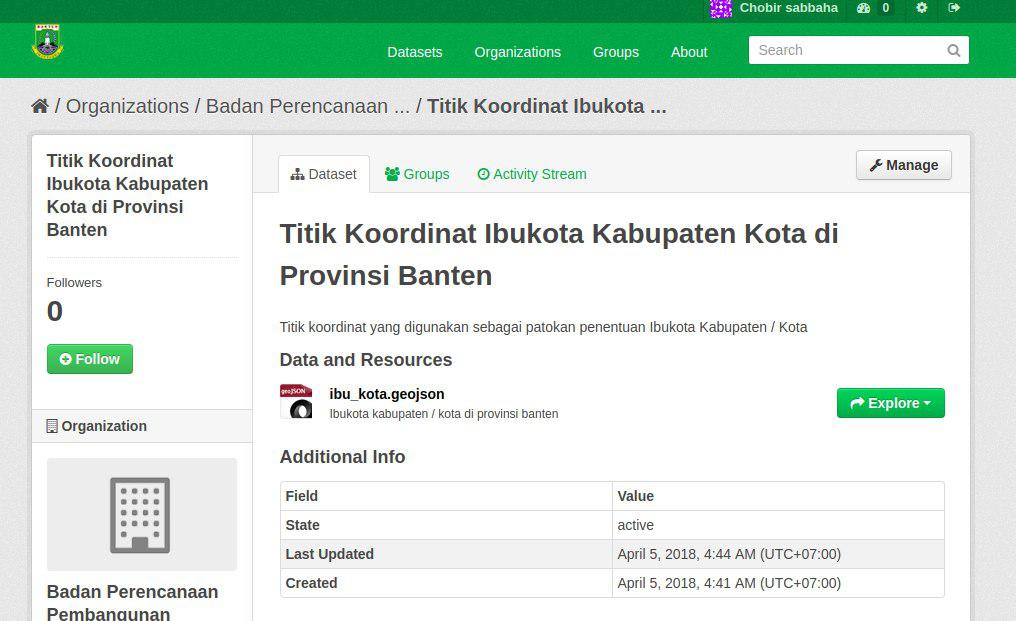 Chobir sabbaha 0
BANTEN
Datasets Organizations Groups About Search
/ Organizations / Badan Perencanaan ... / Titik Koordinat Ibukota ...
Titik Koordinat
Ibukota Kabupaten
Kota di Provinsi
Banten
Followers
0
Follow
Organization
Badan Perencanaan
Pembangunan
Dataset Groups Activity Stream Manage
Titik Koordinat Ibukota Kabupaten Kota di
Provinsi Banten
Titik koordinat yang digunakan sebagai patokan penentuan Ibukota Kabupaten / Kota
Data and Resources
geoJSON
ibu_kota.geojson
Ibukota kabupaten / kota di provinsi banten
Explore
Additional Info
Field Value
State active
Last Updated April 5, 2018, 4:44 AM (UTC+07:00)
Created April 5, 2018, 4:41 AM (UTC+07:00)